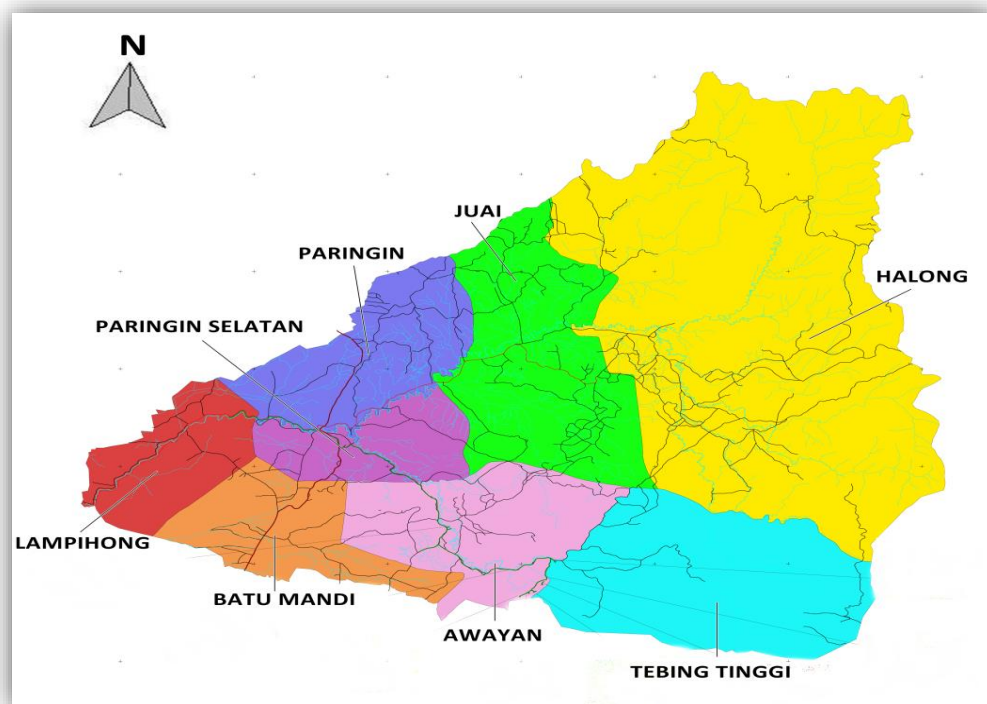 N
JUAI
PARINGIN
HALONG
PARINGIN SELATAN
LAMPIHONG
BATU MANDI
AWAYAN
TEBING TINGGI